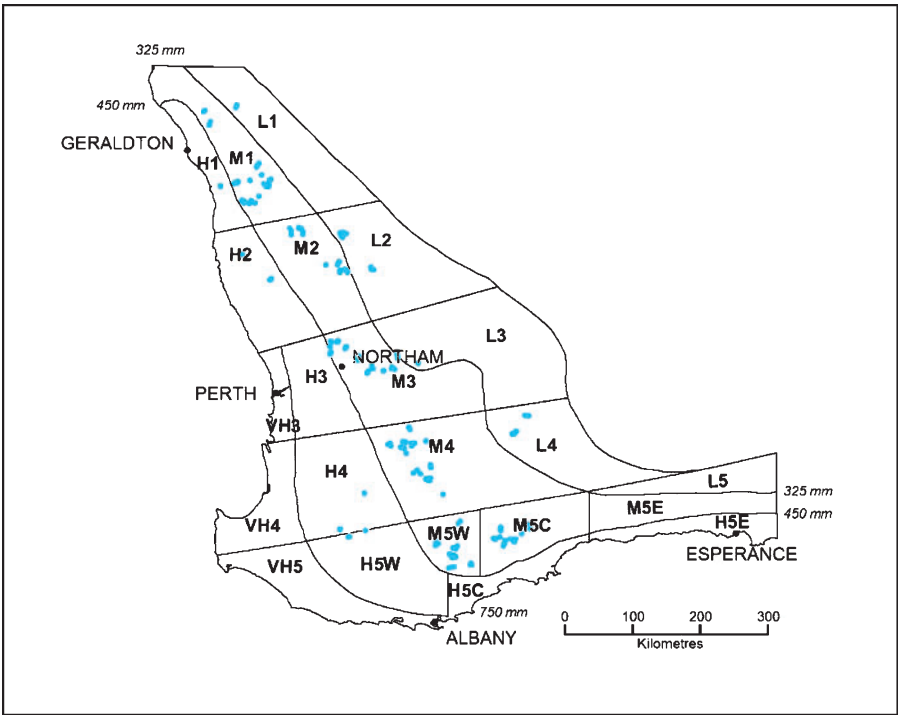 325 mm
450 mm
GERALDTON
L1
M1
H1
H2
M2
L2
L3
NORTHAM
H3
M3
PERTH
VH3
M4
L4
H4
L5
325 mm
M5E
450 mm
VH4
M5W
M5C
H5E
ESPERANCE
VH5
H5W
H5C
750 mm
ALBANY
0 100 200 300
Kilometres